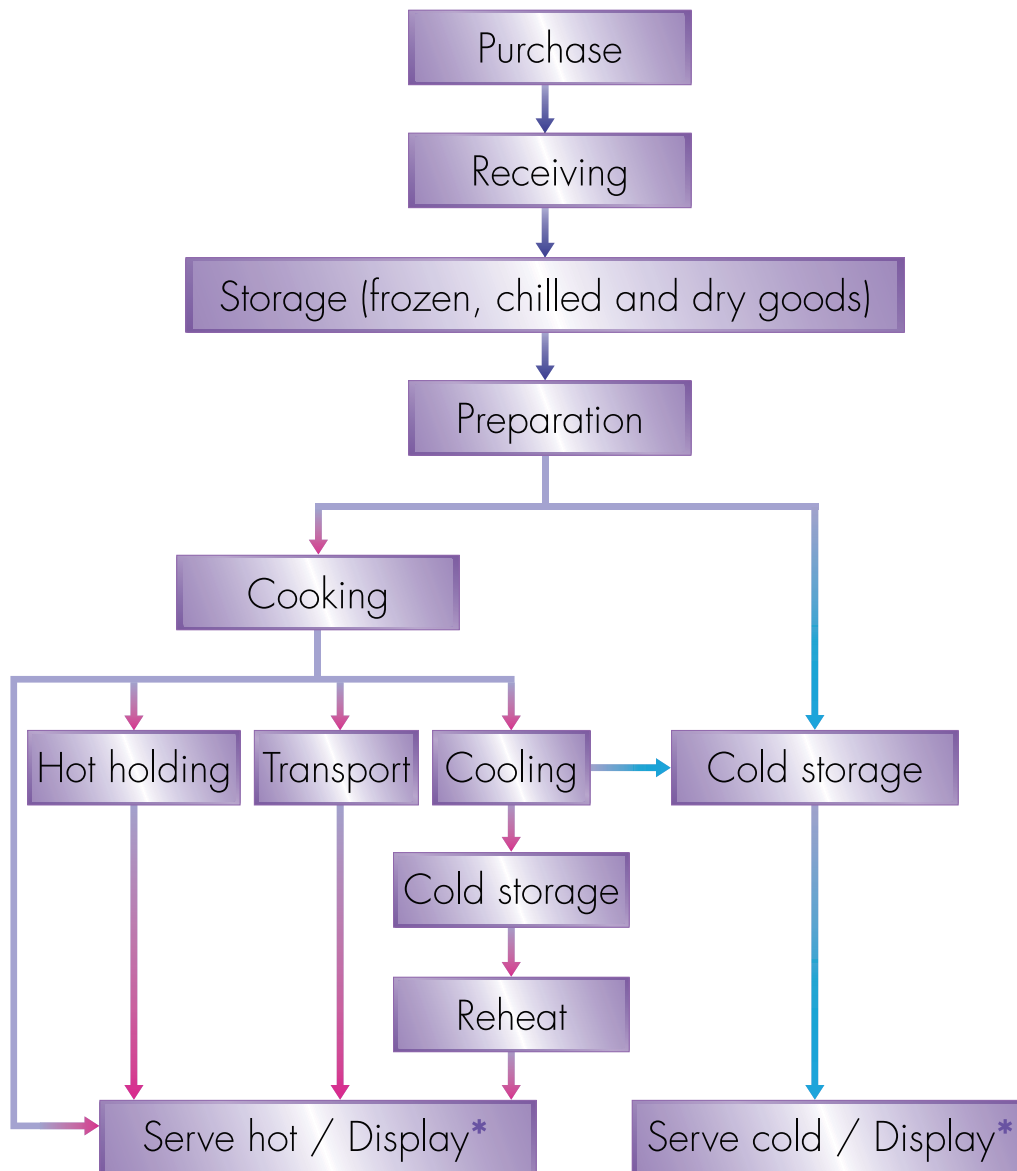 Purchase
Receiving
Storage (frozen, chilled and dry goods)
Preparation
Cooking
Hot holding
Transport
Cooling
Cold storage
Cold storage
Reheat
Serve hot / Display*
Serve cold / Display*